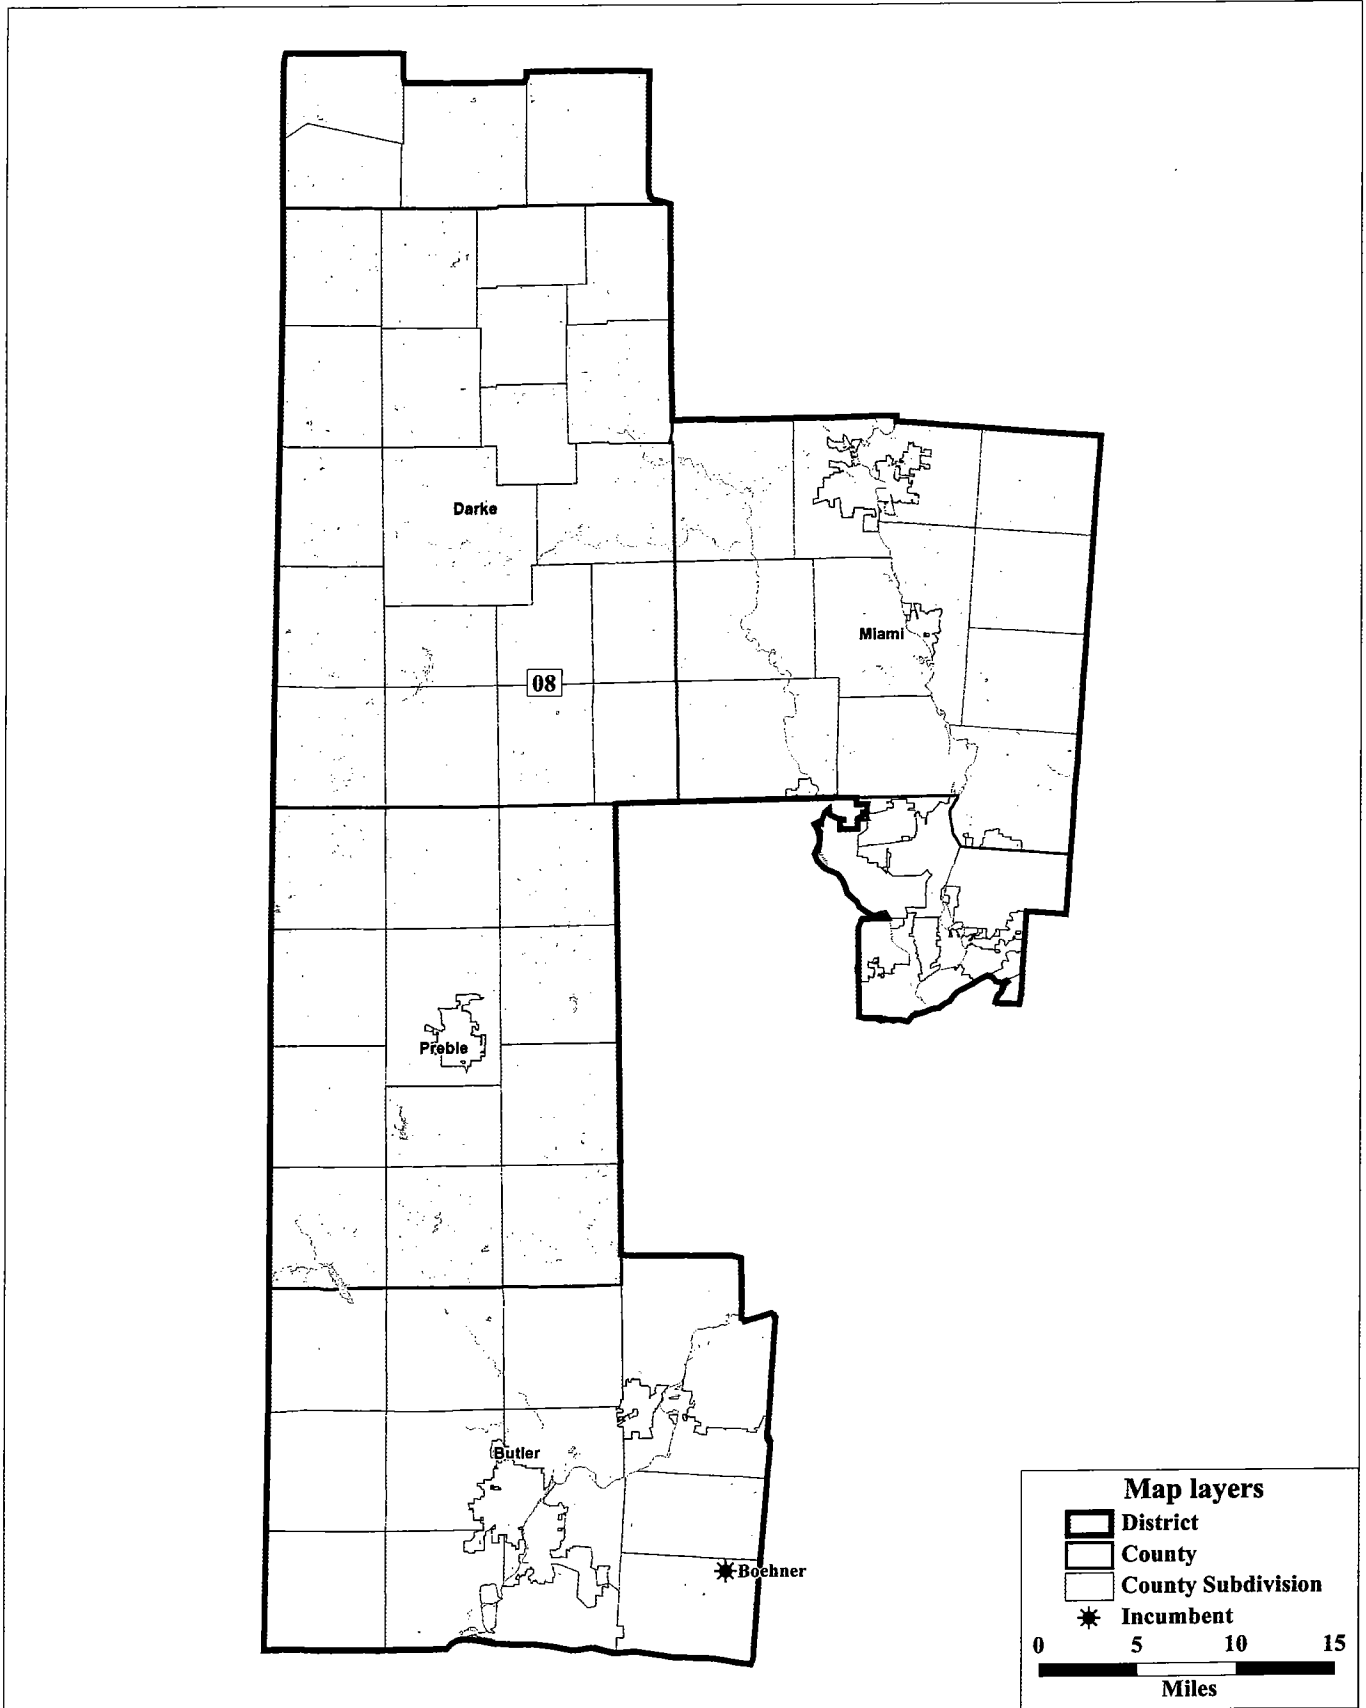 Darke
Miami
08
Preble
Butler
Boehner
Map layers
District
County
County Subdivision
Incumbent
0 5 10 15
Miles